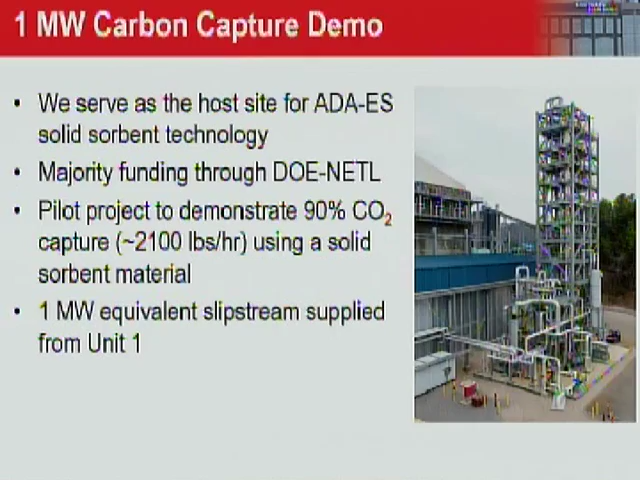 1 MW Carbon Capture Demo
• We serve as the host site for ADA-ES
solid sorbent technology
• Majority funding through DOE-NETL
• Pilot project to demonstrate 90% CO₂
capture (~2100 lbs/hr) using a solid
sorbent material
• 1 MW equivalent slipstream supplied
from Unit 1